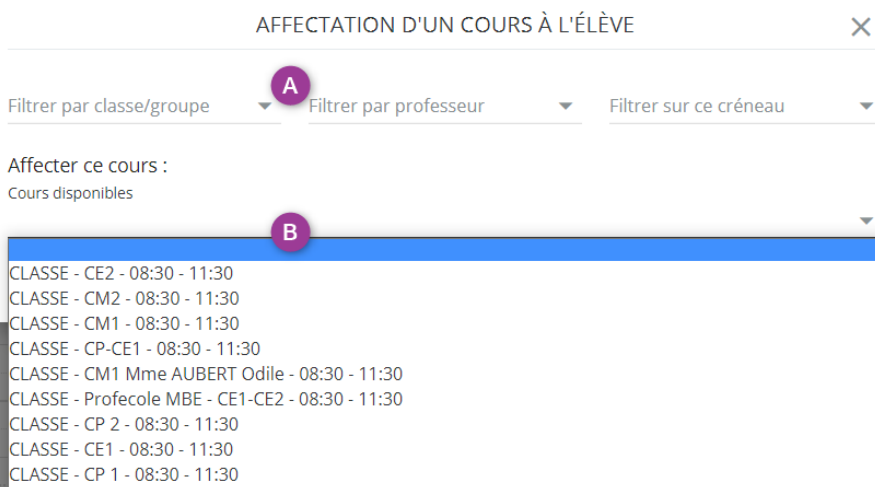 AFFECTATION D'UN COURS À L'ÉLÈVE
A
Filtrer par classe/groupe Filtrer par professeur Filtrer sur ce créneau
Affecter ce cours :
Cours disponibles
B
CLASSE - CE2 - 08:30 - 11:30
CLASSE - CM2 - 08:30 - 11:30
CLASSE - CM1 - 08:30 - 11:30
CLASSE - CP-CE1 - 08:30 - 11:30
CLASSE - CM1 Mme AUBERT Odile - 08:30 - 11:30
CLASSE - Profecole MBE - CE1-CE2 - 08:30 - 11:30
CLASSE - CP 2 - 08:30 - 11:30
CLASSE - CE1 - 08:30 - 11:30
CLASSE - CP 1 - 08:30 - 11:30